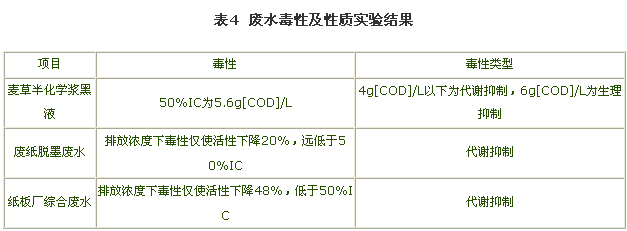 表4 废水毒性及性质实验结果
项目 毒性 毒性类型
麦草半化学浆黑
液
50%IC为5.6g[COD]/L
4g[COD]/L以下为代谢抑制，6g[COD]/L为生理
抑制
废纸脱墨废水
排放浓度下毒性仅使活性下降20%，远低于5
0%IC
代谢抑制
纸板厂综合废水
排放浓度下毒性仅使活性下降48%，低于50%I
C
代谢抑制